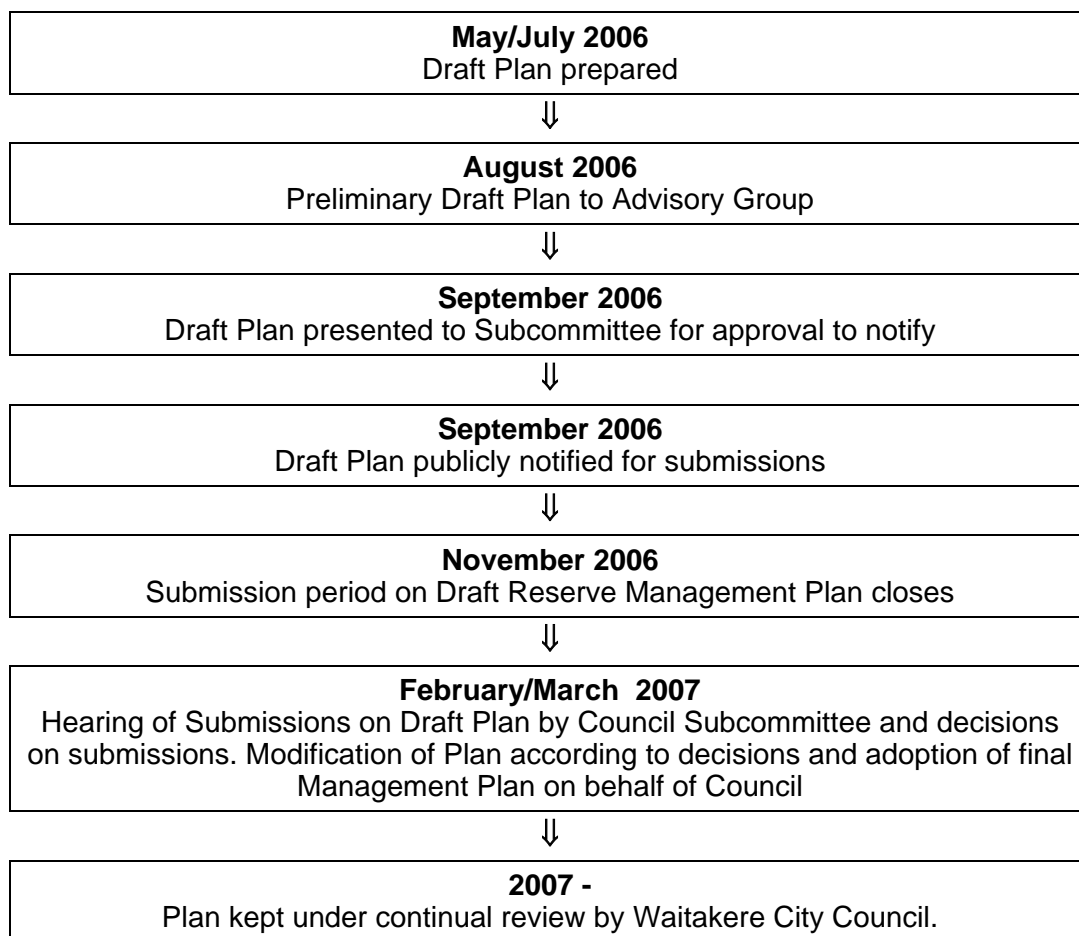 May/July 2006
Draft Plan prepared
⇓
August 2006
Preliminary Draft Plan to Advisory Group
⇓
September 2006
Draft Plan presented to Subcommittee for approval to notify
⇓
September 2006
Draft Plan publicly notified for submissions
⇓
November 2006
Submission period on Draft Reserve Management Plan closes
⇓
February/March  2007
Hearing of Submissions on Draft Plan by Council Subcommittee and decisions
on submissions. Modification of Plan according to decisions and adoption of final
Management Plan on behalf of Council
⇓
2007 -
Plan kept under continual review by Waitakere City Council.